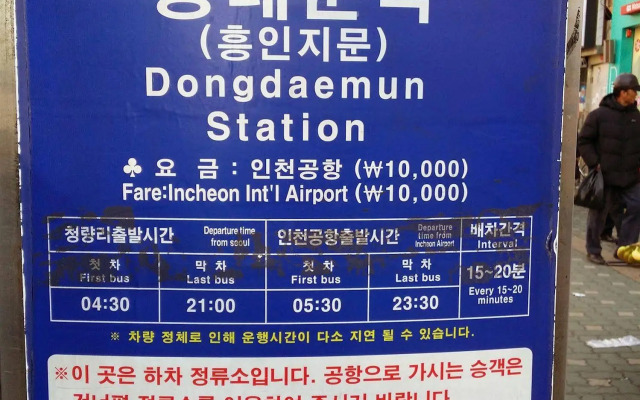 (흥인지문)
Dongdaemun
Station
♣ 요 금 : 인천공항 (₩10,000)
Fare:Incheon Int'l Airport (₩10,000)
청량리출발시간 Departure time from seoul
인천공항출발시간 Departure time from Incheon Airport
배차간격 Interval
첫 차 First bus
막 차 Last bus
첫 차 First bus
막 차 Last bus
15~20분
Every 15~20 minutes
04:30 21:00 05:30 23:30
※ 차량 정체로 인해 운행시간이 다소 지연 될 수 있습니다.
※이 곳은 하차 정류소입니다. 공항으로 가시는 승객은